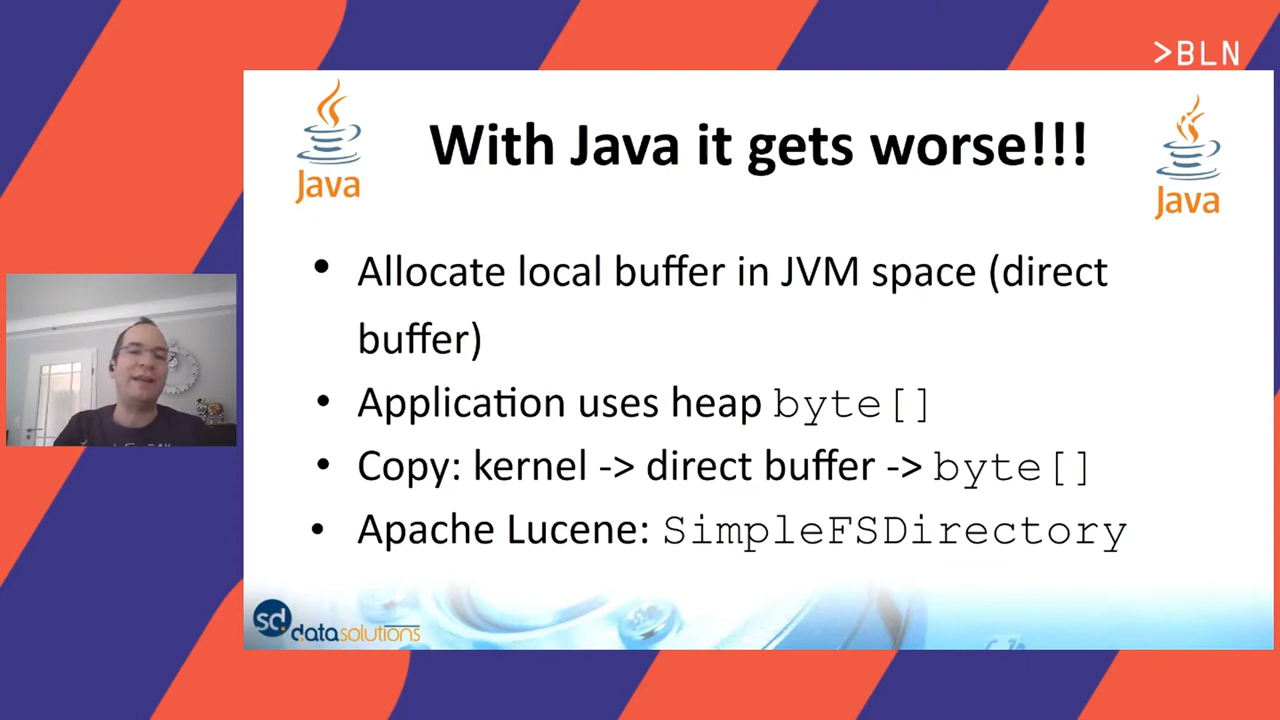 >BLN
Java
With Java it gets worse!!!
Java
• Allocate local buffer in JVM space (direct
buffer)
• Application uses heap byte[]
• Copy: kernel -> direct buffer -> byte[]
• Apache Lucene: SimpleFSDirectory
sd.datasolutions